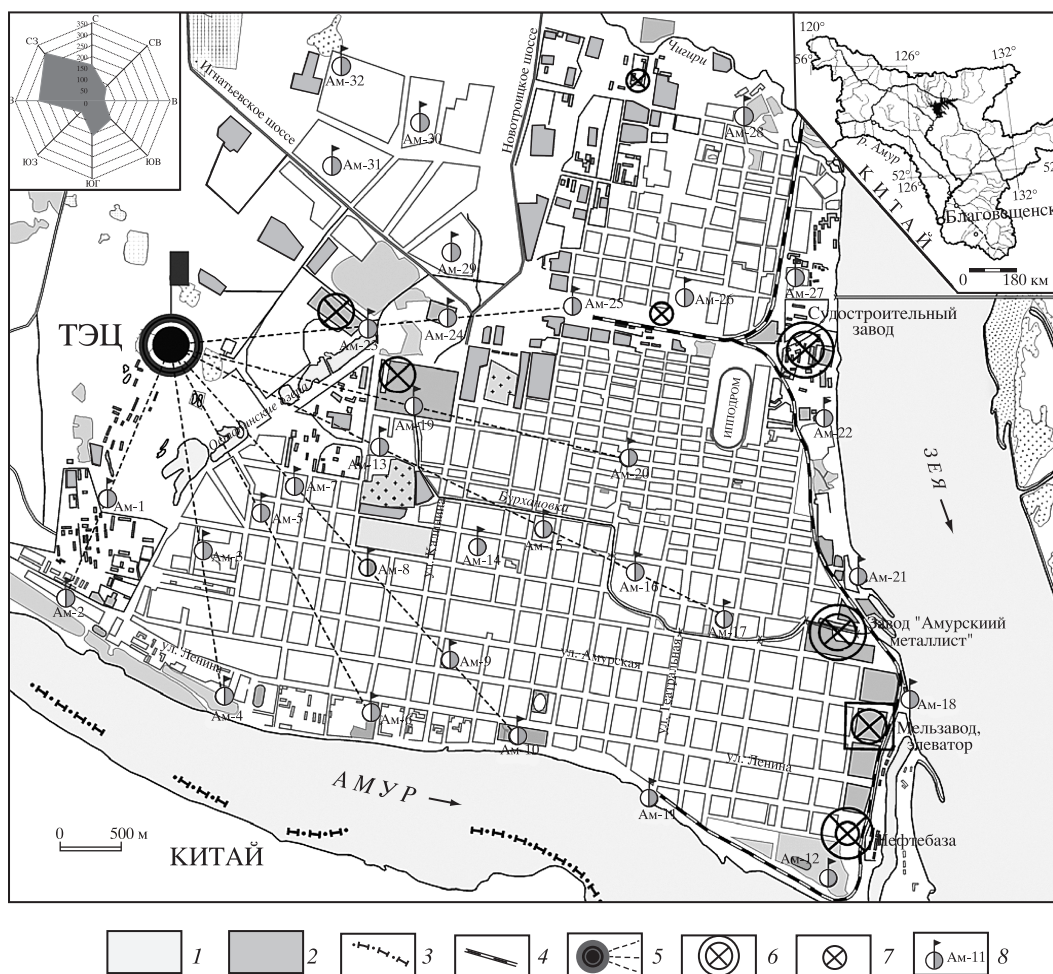 С
СВ
В
ЮВ
ЮГ
ЮЗ
З
СЗ
350
300
250
200
150
100
50
0
Игнатьевское шоссе
Новотроицкое шоссе
Чигири
120°
126°
132°
56°
52°
126°
132°
52
р. Амур
КИТАЙ
Благовещенск
0 180 км
Ам-32
Ам-30
Ам-31
Ам-28
Ам-29
Ам-27
Ам-26
Ам-25
Ам-24
Ам-23
ТЭЦ
Судостроительный
завод
ИППОДРОМ
Ам-22
Ам-19
Ам-20
Ам-13
Ам-7
Ам-5
Ам-1
Ам-3
Ам-2
Бурхановка
ул. Калинина
Ам-8
Ам-14
Ам-15
Ам-16
Ам-17
ЗЕЯ
Ам-21
Завод "Амурскиий
металлист"
ул. Ленина
Ам-4
Ам-6
Ам-9
Ам-10
ул. Амурская
ул. Театральная
Ам-18
Мельзавод,
элеватор
ул. Ленина
АМУР
Ам-11
Нефтебаза
Ам-12
0 500 м
КИТАЙ
1
2
3
4
5
6
7
Ам-11 8